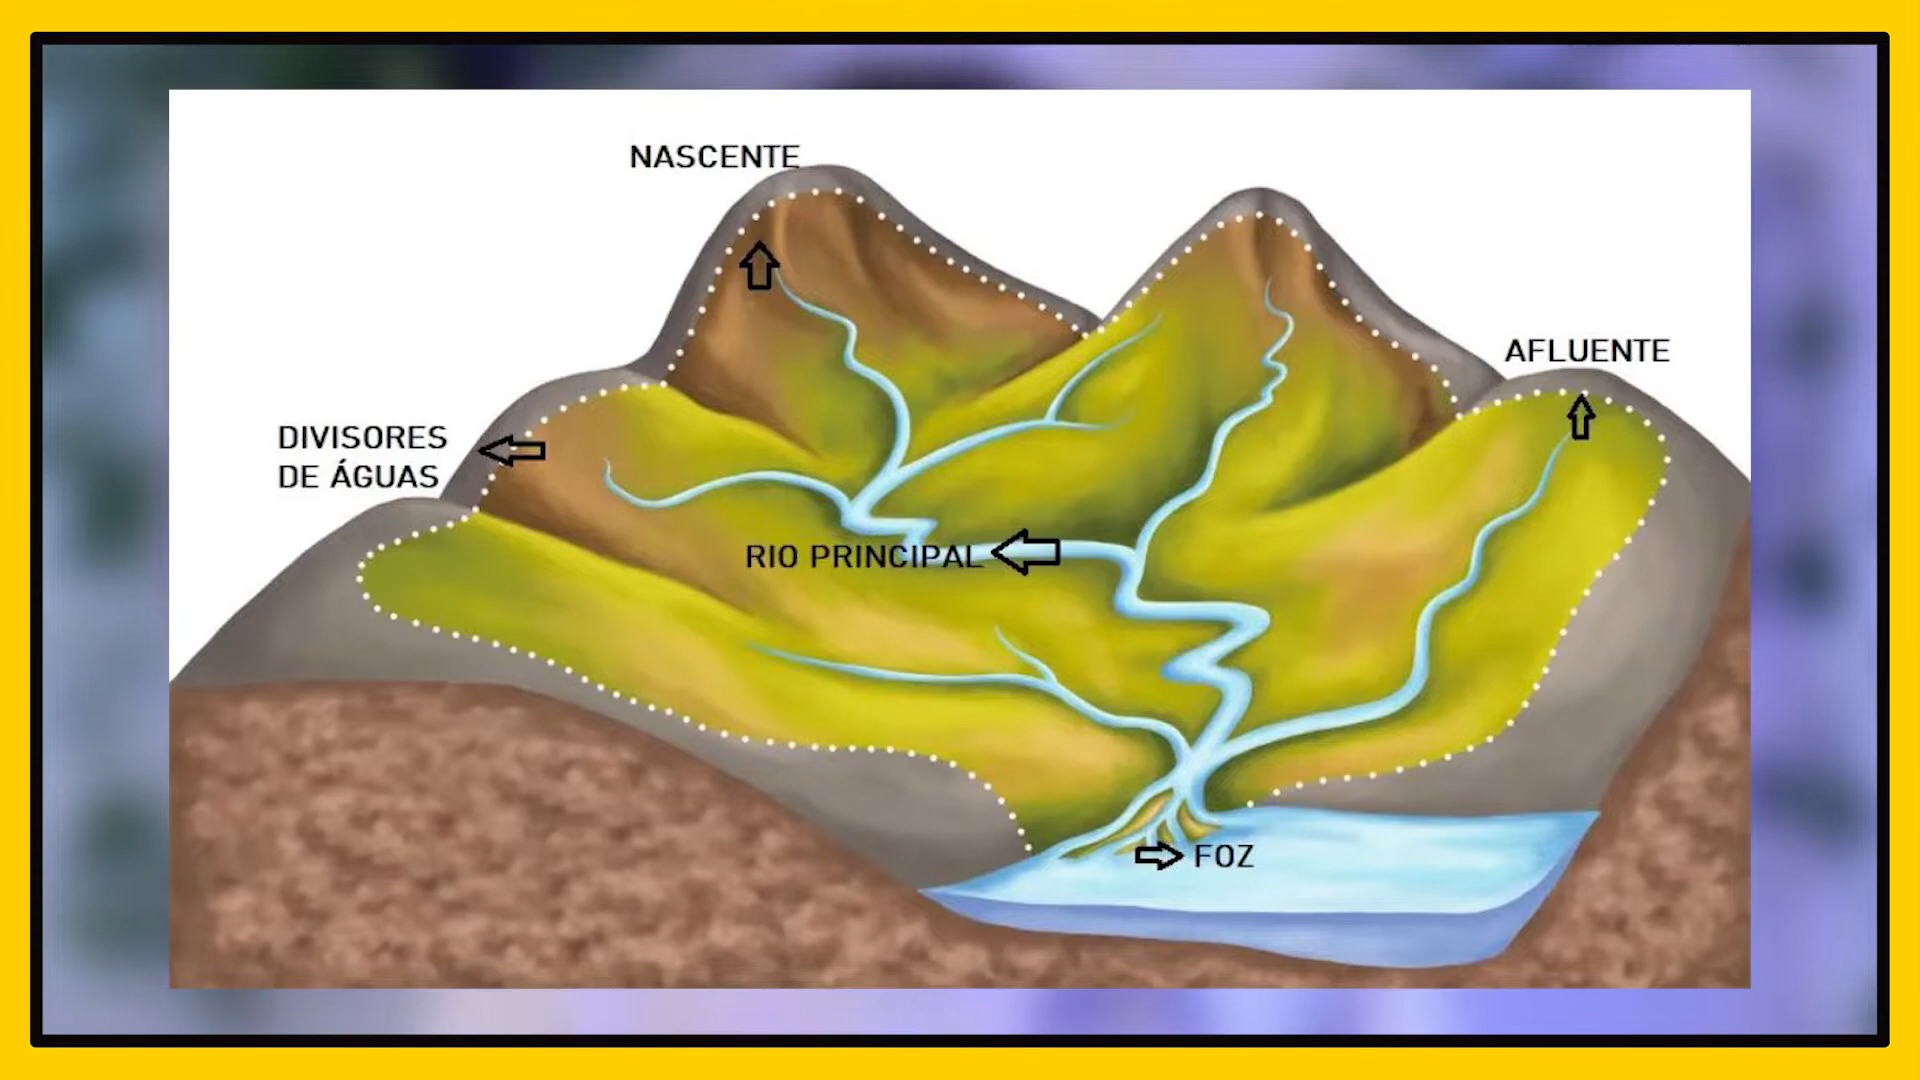 NASCENTE
AFLUENTE
DIVISORES
DE ÁGUAS
RIO PRINCIPAL
FOZ